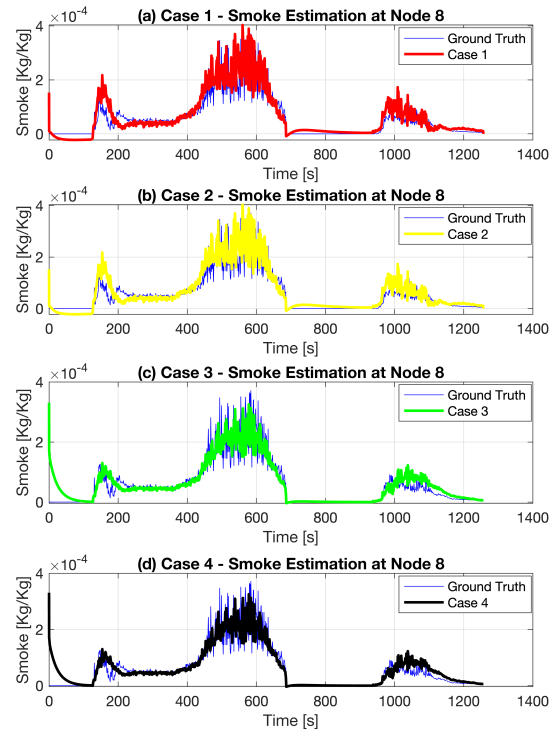 (a) Case 1 - Smoke Estimation at Node 8
×10⁻⁴
Smoke [Kg/Kg]
4
2
0
Ground Truth
Case 1
0 200 400 600 800 1000 1200 1400
Time [s]
(b) Case 2 - Smoke Estimation at Node 8
×10⁻⁴
Smoke [Kg/Kg]
4
2
0
Ground Truth
Case 2
0 200 400 600 800 1000 1200 1400
Time [s]
(c) Case 3 - Smoke Estimation at Node 8
×10⁻⁴
Smoke [Kg/Kg]
4
2
0
Ground Truth
Case 3
0 200 400 600 800 1000 1200 1400
Time [s]
(d) Case 4 - Smoke Estimation at Node 8
×10⁻⁴
Smoke [Kg/Kg]
4
2
0
Ground Truth
Case 4
0 200 400 600 800 1000 1200 1400
Time [s]